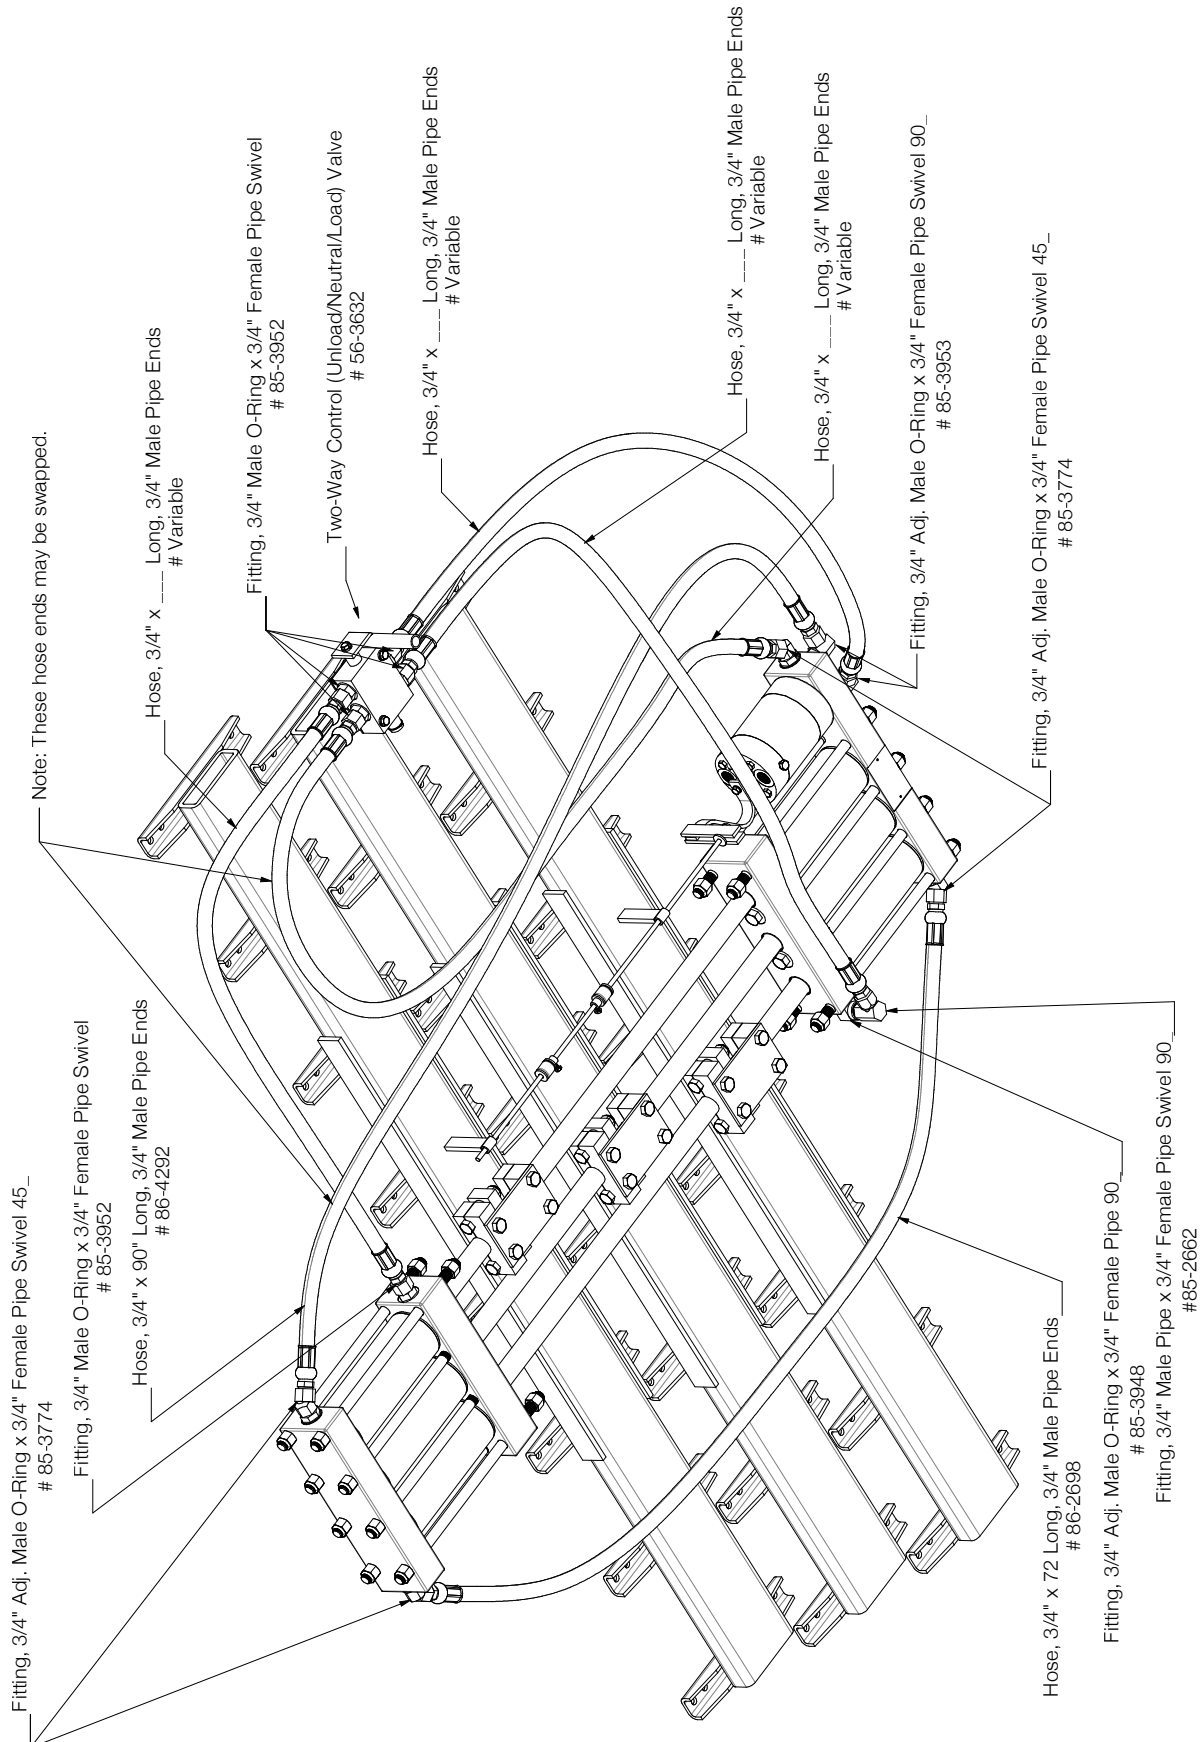 Fitting, 3/4" Adj. Male O-Ring x 3/4" Female Pipe Swivel 45_
# 85-3774
Fitting, 3/4" Male O-Ring x 3/4" Female Pipe Swivel
# 85-3952
Hose, 3/4" x 90" Long, 3/4" Male Pipe Ends
# 86-4292
Note: These hose ends may be swapped.
Hose, 3/4" x ___ Long, 3/4" Male Pipe Ends
# Variable
Fitting, 3/4" Male O-Ring x 3/4" Female Pipe Swivel
# 85-3952
Two-Way Control (Unload/Neutral/Load) Valve
# 56-3632
Hose, 3/4" x ___ Long, 3/4" Male Pipe Ends
# Variable
Hose, 3/4" x ___ Long, 3/4" Male Pipe Ends
# Variable
Hose, 3/4" x ___ Long, 3/4" Male Pipe Ends
# Variable
Fitting, 3/4" Adj. Male O-Ring x 3/4" Female Pipe Swivel 90_
# 85-3953
Fitting, 3/4" Adj. Male O-Ring x 3/4" Female Pipe Swivel 45_
# 85-3774
Hose, 3/4" x 72 Long, 3/4" Male Pipe Ends
# 86-2698
Fitting, 3/4" Adj. Male O-Ring x 3/4" Female Pipe 90_
# 85-3948
Fitting, 3/4" Male Pipe x 3/4" Female Pipe Swivel 90_
#85-2662